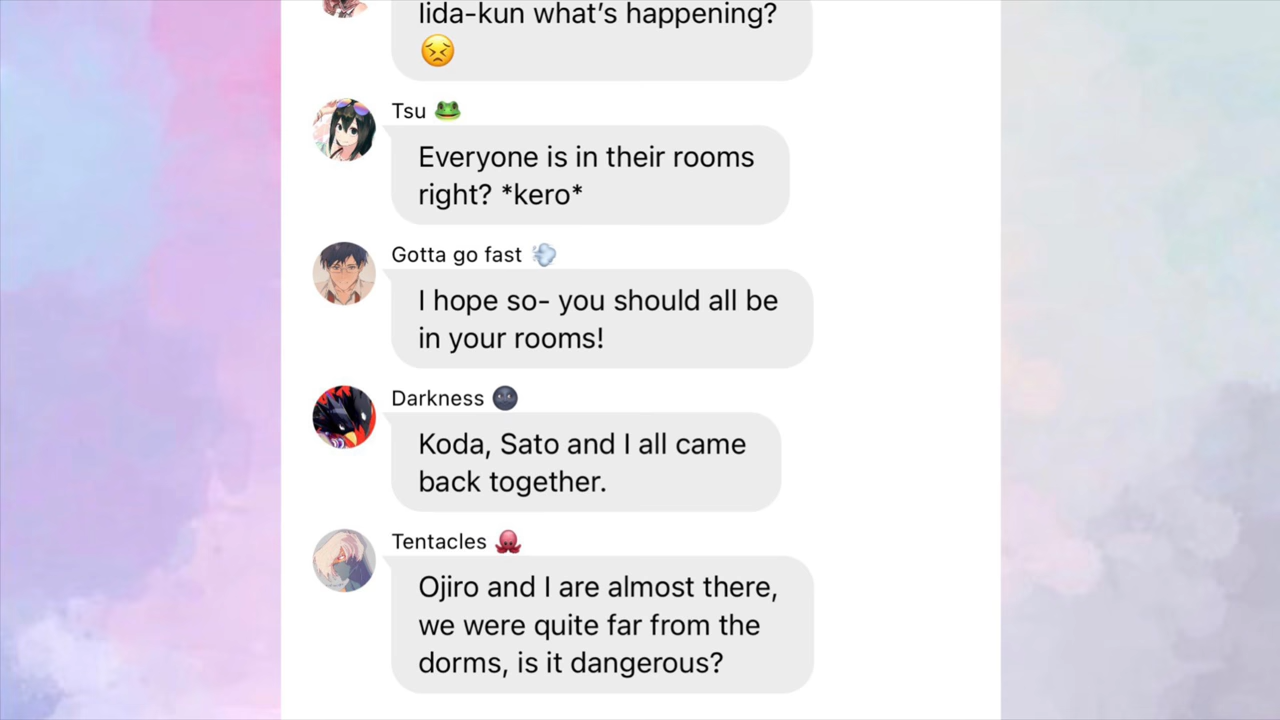 Iida-kun what’s happening?
😣
Tsu 🐸
Everyone is in their rooms
right? *kero*
Gotta go fast 💨
I hope so- you should all be
in your rooms!
Darkness 🌚
Koda, Sato and I all came
back together.
Tentacles 🐙
Ojiro and I are almost there,
we were quite far from the
dorms, is it dangerous?